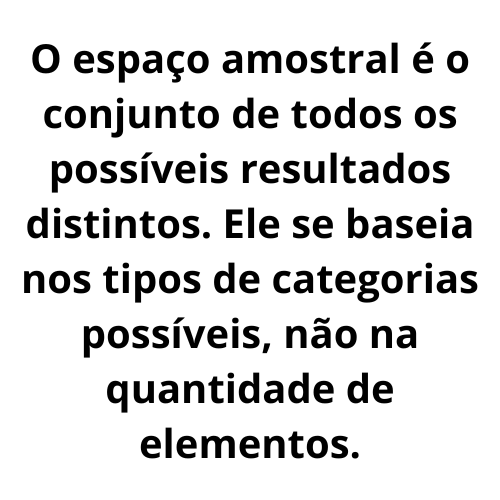 O espaço amostral é o
conjunto de todos os
possíveis resultados
distintos. Ele se baseia
nos tipos de categorias
possíveis, não na
quantidade de
elementos.